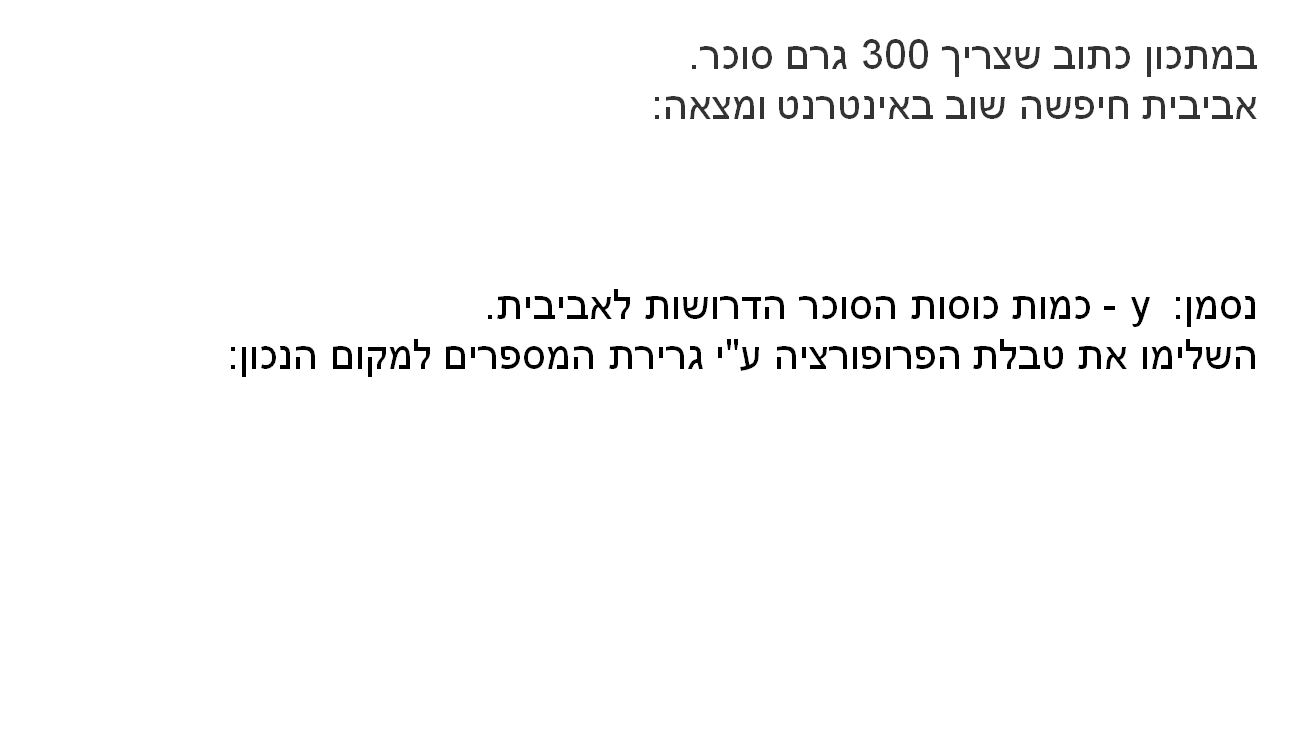 במתכון כתוב שצריך 300 גרם סוכר.
אביבית חיפשה שוב באינטרנט ומצאה:
נסמן: y - כמות כוסות הסוכר הדרושות לאביבית.
השלימו את טבלת הפרופורציה ע"י גרירת המספרים למקום הנכון: